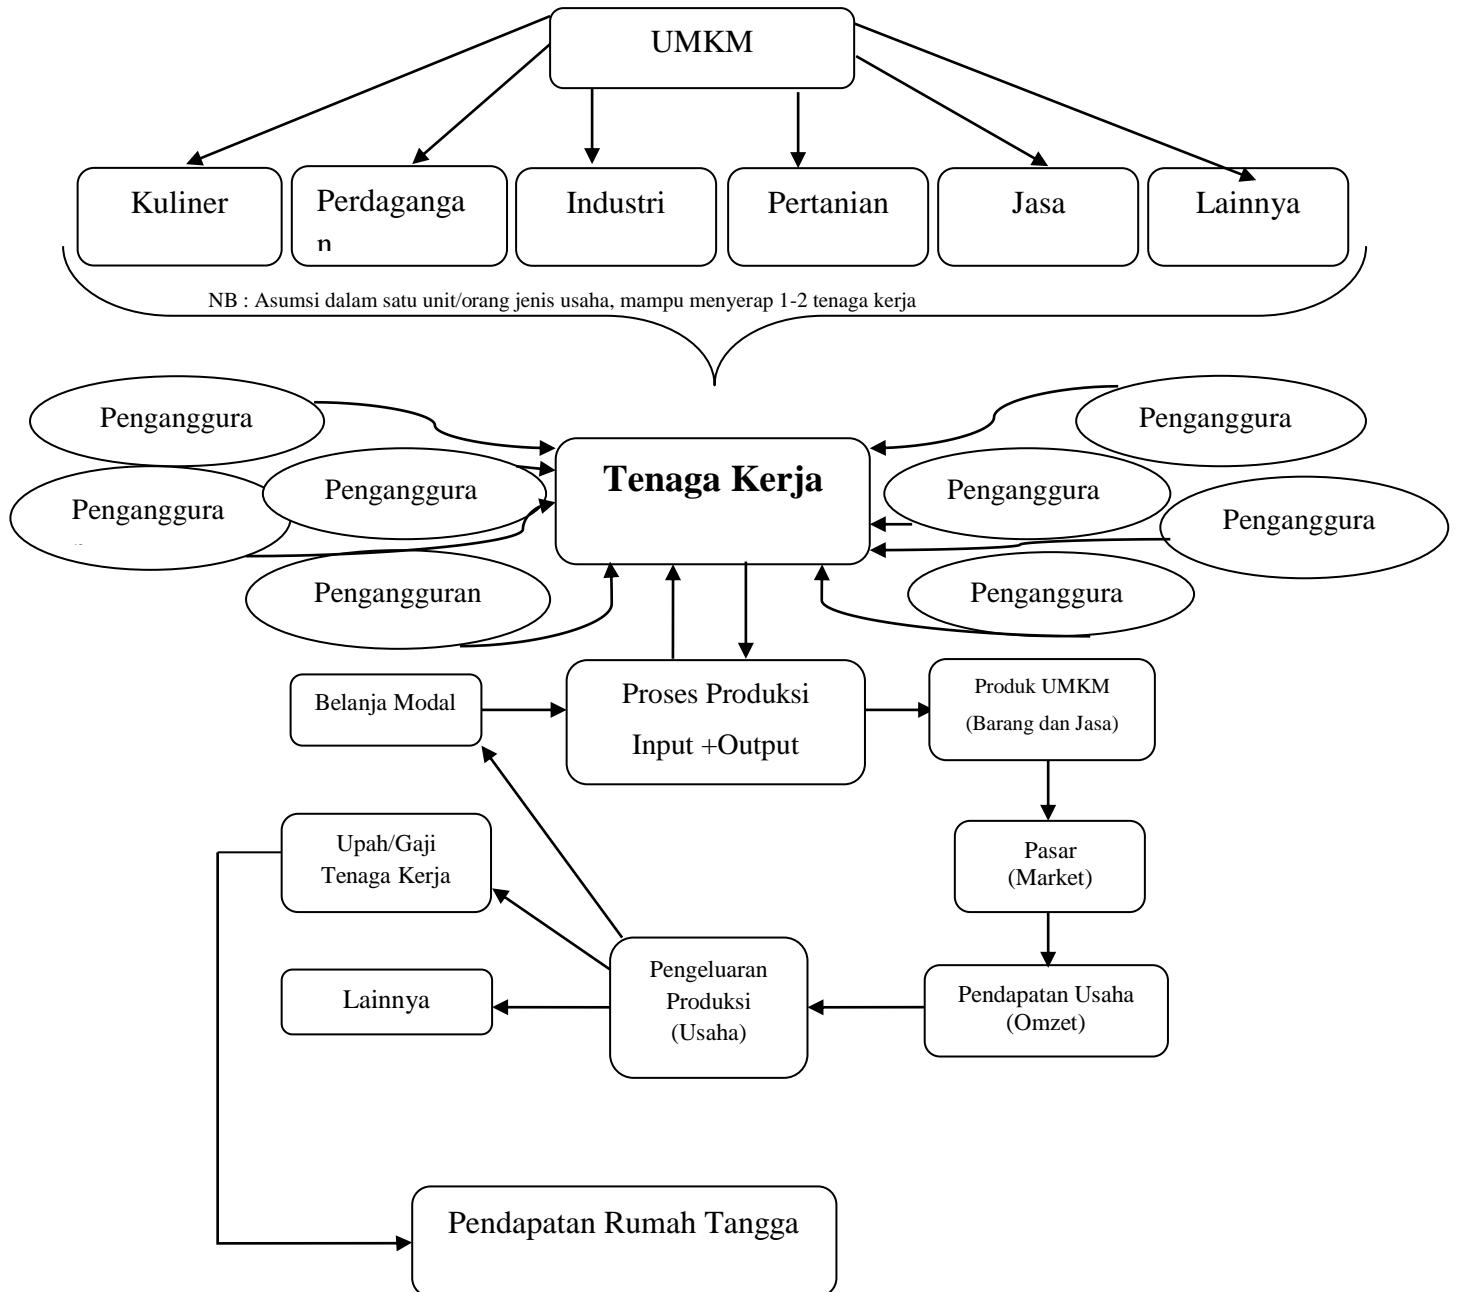 UMKM
Kuliner
Perdaganga
n
Industri
Pertanian
Jasa
Lainnya
NB : Asumsi dalam satu unit/orang jenis usaha, mampu menyerap 1-2 tenaga kerja
Penganggura
Penganggura
Penganggura
Pengangguran
Tenaga Kerja
Penganggura
Penganggura
Penganggura
Penganggura
Belanja Modal
Proses Produksi
Input +Output
Produk UMKM
(Barang dan Jasa)
Upah/Gaji
Tenaga Kerja
Pasar
(Market)
Lainnya
Pengeluaran
Produksi
(Usaha)
Pendapatan Usaha
(Omzet)
Pendapatan Rumah Tangga